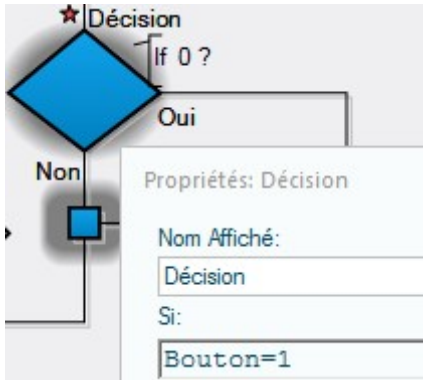 Décision
If 0 ?
Oui
Non
Propriétés: Décision
Nom Affiché:
Décision
Si:
Bouton=1